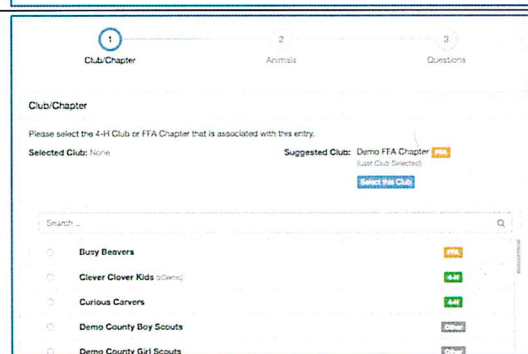 1 2 3
Club/Chapter Animals Questions
Club/Chapter
Please select the 4-H Club or FFA Chapter that is associated with this entry.
Selected Club: None Suggested Club: Demo FFA Chapter FFA
(Last Club Selected)
Select this Club
Search...
Busy Beavers FFA
Clever Clover Kids (zDemo) 4-H
Curious Carvers 4-H
Demo County Boy Scouts Other
Demo County Girl Scouts Other